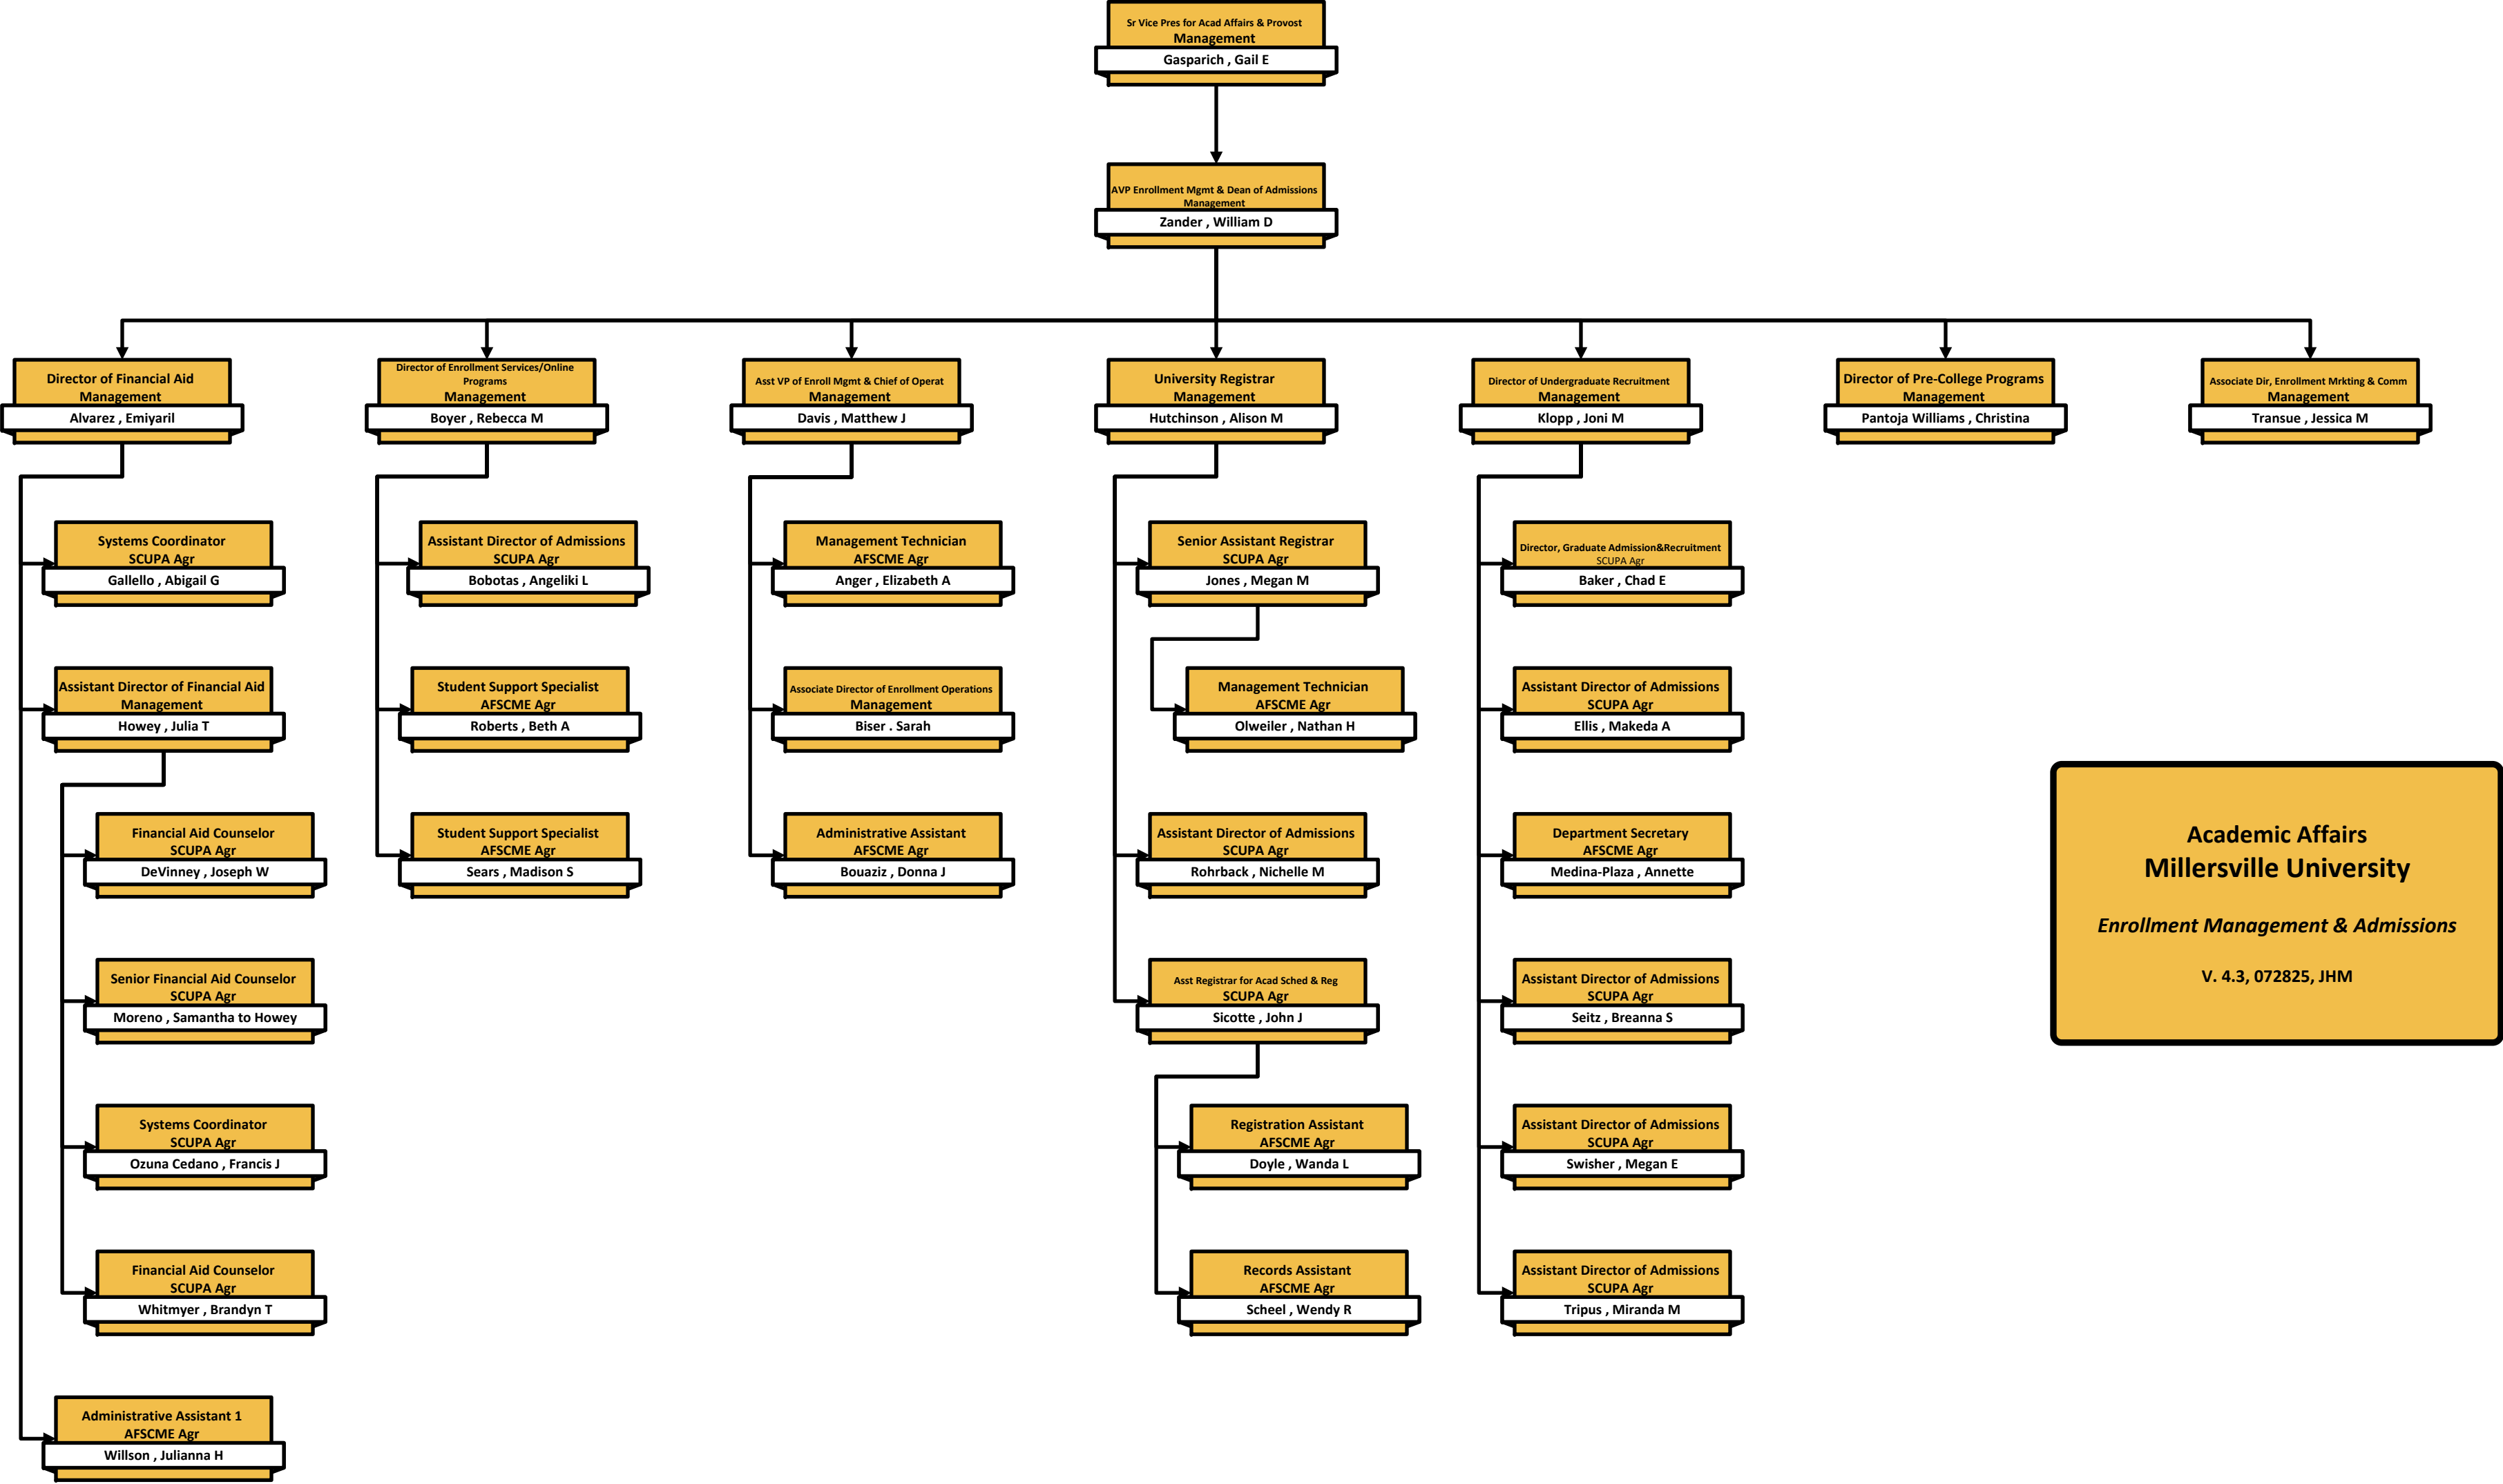 Sr Vice Pres for Acad Affairs & Provost
Management
Gasparich , Gail E
AVP Enrollment Mgmt & Dean of Admissions
Management
Zander , William D
Director of Financial Aid
Management
Alvarez , Emiyaril
Director of Enrollment Services/Online
Programs
Management
Boyer , Rebecca M
Asst VP of Enroll Mgmt & Chief of Operat
Management
Davis , Matthew J
University Registrar
Management
Hutchinson , Alison M
Director of Undergraduate Recruitment
Management
Klopp , Joni M
Director of Pre-College Programs
Management
Pantoja Williams , Christina
Associate Dir, Enrollment Mrkting & Comm
Management
Transue , Jessica M
Systems Coordinator
SCUPA Agr
Gallello , Abigail G
Assistant Director of Financial Aid
Management
Howey , Julia T
Financial Aid Counselor
SCUPA Agr
DeVinney , Joseph W
Senior Financial Aid Counselor
SCUPA Agr
Moreno , Samantha to Howey
Systems Coordinator
SCUPA Agr
Ozuna Cedano , Francis J
Financial Aid Counselor
SCUPA Agr
Whitmyer , Brandyn T
Administrative Assistant 1
AFSCME Agr
Willson , Julianna H
Assistant Director of Admissions
SCUPA Agr
Bobotas , Angeliki L
Student Support Specialist
AFSCME Agr
Roberts , Beth A
Student Support Specialist
AFSCME Agr
Sears , Madison S
Management Technician
AFSCME Agr
Anger , Elizabeth A
Associate Director of Enrollment Operations
Management
Biser . Sarah
Administrative Assistant
AFSCME Agr
Bouaziz , Donna J
Senior Assistant Registrar
SCUPA Agr
Jones , Megan M
Management Technician
AFSCME Agr
Olweiler , Nathan H
Assistant Director of Admissions
SCUPA Agr
Rohrback , Nichelle M
Asst Registrar for Acad Sched & Reg
SCUPA Agr
Sicotte , John J
Registration Assistant
AFSCME Agr
Doyle , Wanda L
Records Assistant
AFSCME Agr
Scheel , Wendy R
Director, Graduate Admission&Recruitment
SCUPA Agr
Baker , Chad E
Assistant Director of Admissions
SCUPA Agr
Ellis , Makeda A
Department Secretary
AFSCME Agr
Medina-Plaza , Annette
Assistant Director of Admissions
SCUPA Agr
Seitz , Breanna S
Assistant Director of Admissions
SCUPA Agr
Swisher , Megan E
Assistant Director of Admissions
SCUPA Agr
Tripus , Miranda M
Academic Affairs
Millersville University
Enrollment Management & Admissions
V. 4.3, 072825, JHM